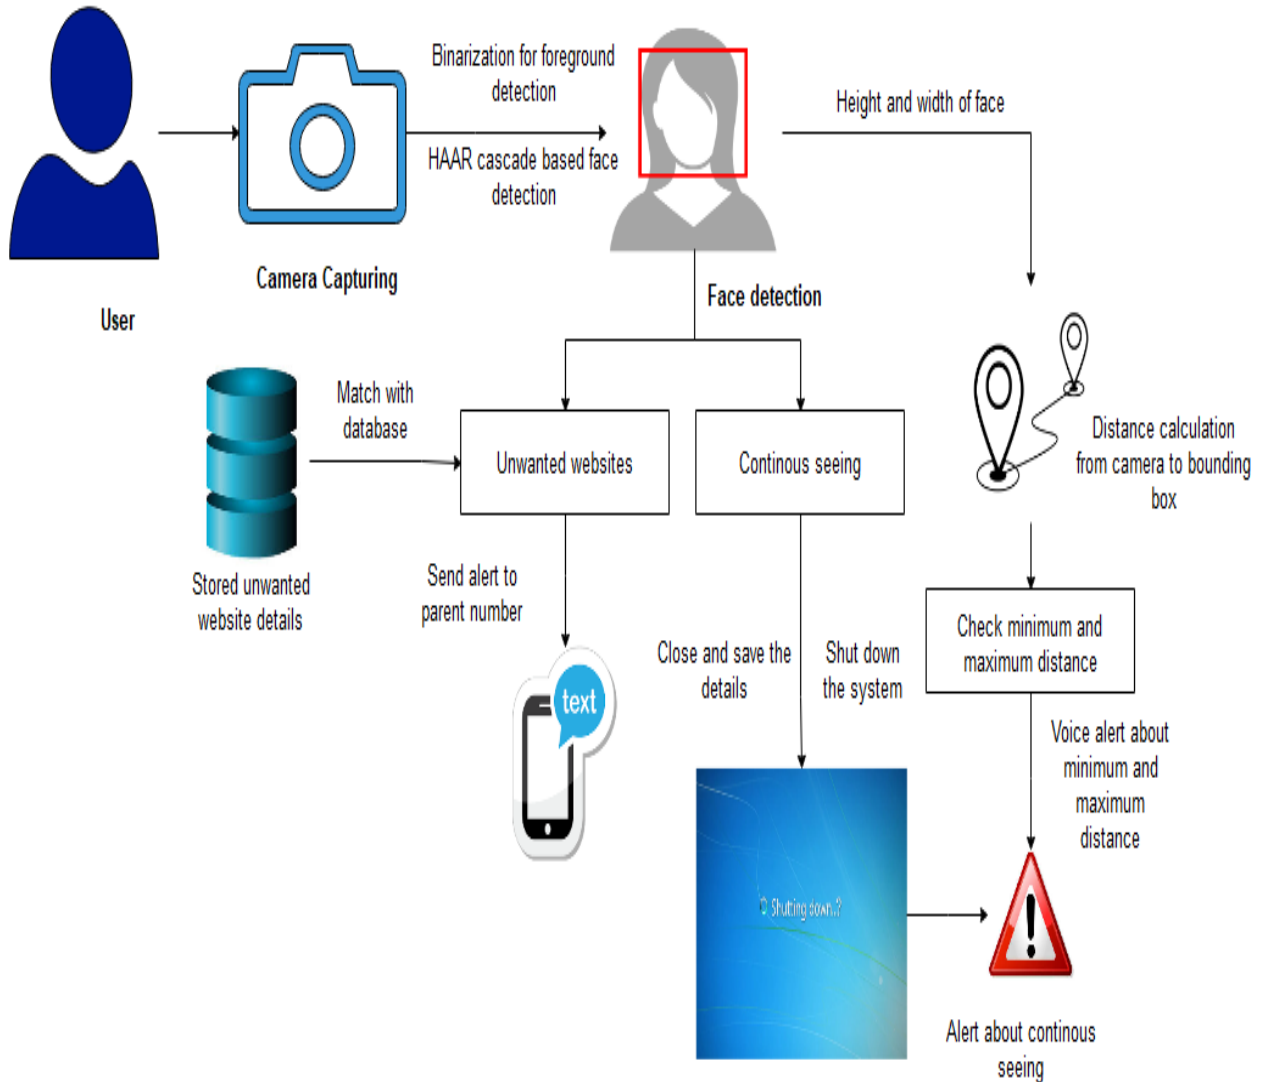 Binarization for foreground
detection
HAAR cascade based face
detection
Height and width of face
Camera Capturing
User
Face detection
Match with
database
Unwanted websites
Continous seeing
Distance calculation
from camera to bounding
box
Stored unwanted
website details
Send alert to
parent number
Close and save the
details
Shut down
the system
Check minimum and
maximum distance
text
Voice alert about
minimum and
maximum
distance
Shutting down..?
Alert about continous
seeing